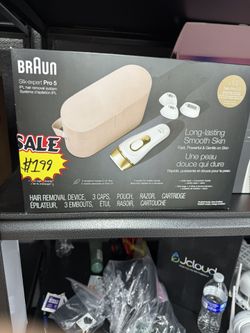 BRAUN
Silk·expert Pro 5
IPL hair removal system
Système d'épilation IPL
Long-lasting
Smooth Skin
Fast, Powerful & Gentle on Skin
Une peau
douce qui dure
SALE
$199
HAIR REMOVAL DEVICE, 3 CAPS, POUCH, RAZOR, CARTRIDGE
ÉPILATEUR, 3 EMBOUTS, ÉTUI, RASOIR, CARTOUCHE
Jcloud